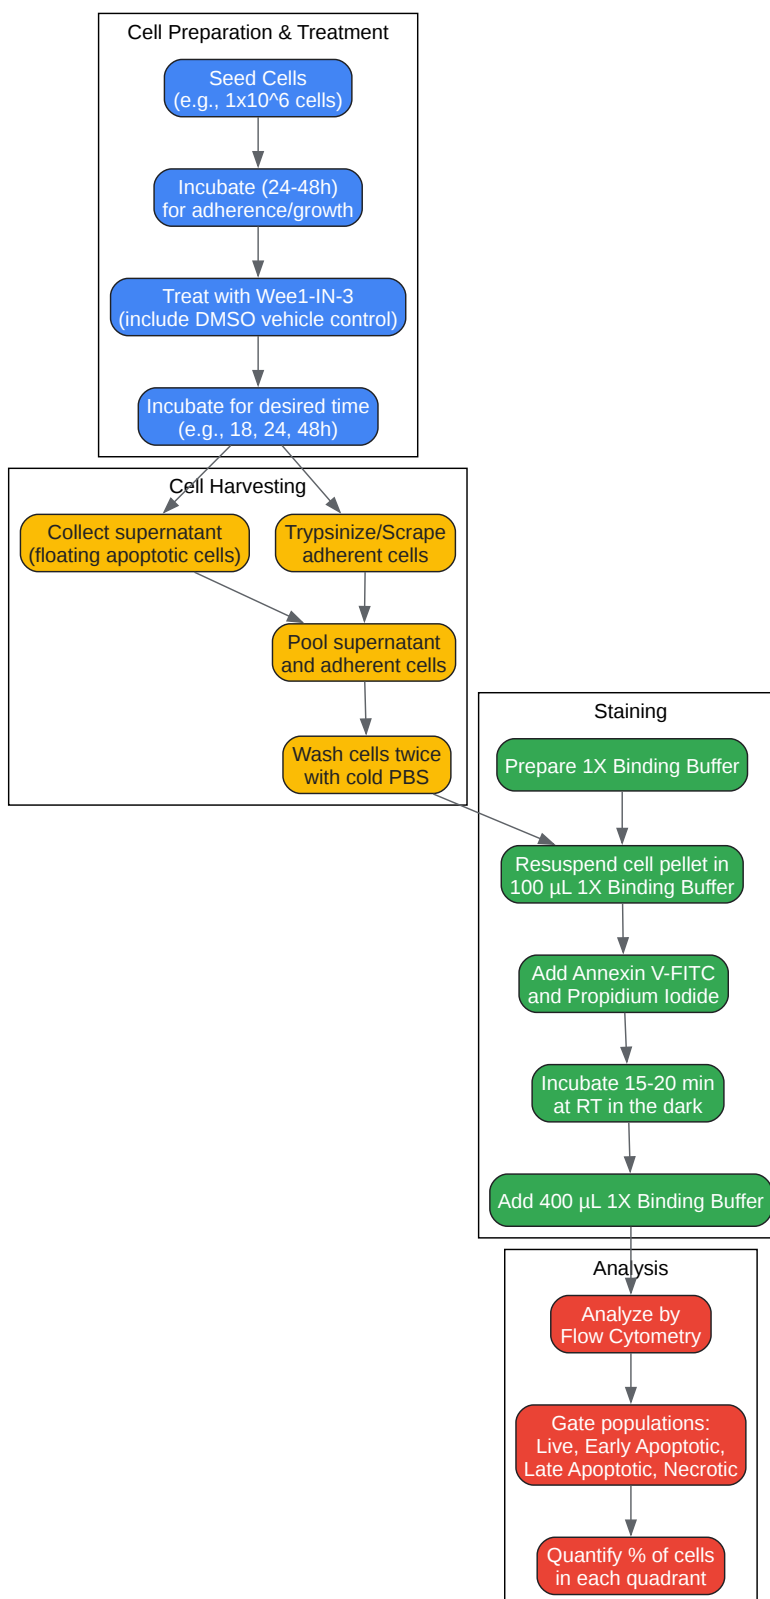 Cell Preparation & Treatment
Seed Cells
(e.g., 1x10^6 cells)
Incubate (24-48h)
for adherence/growth
Treat with Wee1-IN-3
(include DMSO vehicle control)
Incubate for desired time
(e.g., 18, 24, 48h)
Cell Harvesting
Collect supernatant
(floating apoptotic cells)
Trypsinize/Scrape
adherent cells
Pool supernatant
and adherent cells
Wash cells twice
with cold PBS
Staining
Prepare 1X Binding Buffer
Resuspend cell pellet in
100 µL 1X Binding Buffer
Add Annexin V-FITC
and Propidium Iodide
Incubate 15-20 min
at RT in the dark
Add 400 µL 1X Binding Buffer
Analysis
Analyze by
Flow Cytometry
Gate populations:
Live, Early Apoptotic,
Late Apoptotic, Necrotic
Quantify % of cells
in each quadrant